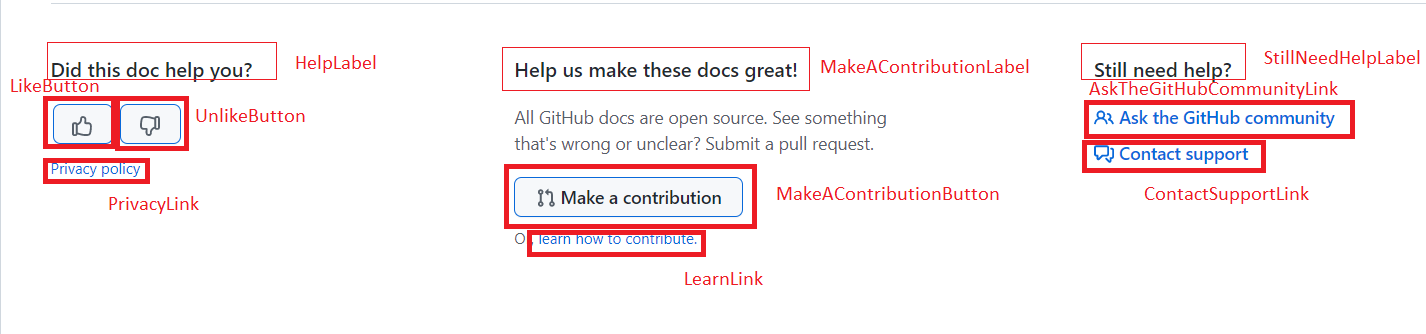 Did this doc help you?
HelpLabel
LikeButton
UnlikeButton
Privacy policy
PrivacyLink
Help us make these docs great!
MakeAContributionLabel
All GitHub docs are open source. See something
that's wrong or unclear? Submit a pull request.
Make a contribution
MakeAContributionButton
Or, learn how to contribute.
LearnLink
Still need help?
StillNeedHelpLabel
AskTheGitHubCommunityLink
Ask the GitHub community
Contact support
ContactSupportLink